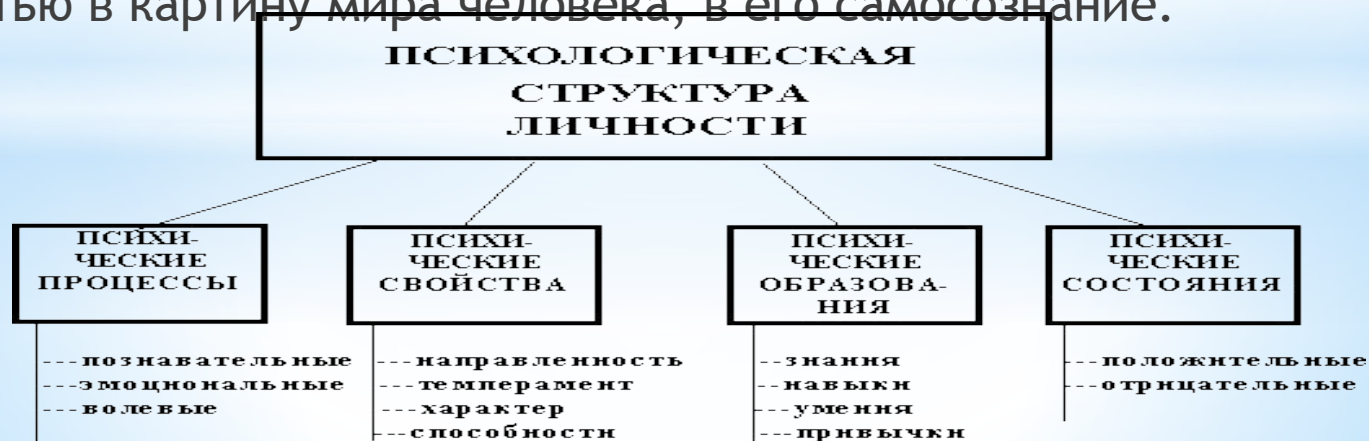 тью в картину мира человека, в его самосознание.
ПСИХОЛОГИЧЕСКАЯ
СТРУКТУРА
ЛИЧНОСТИ
ПСИХИ-
ЧЕСКИЕ
ПРОЦЕССЫ
---познавательные
---эмоциональные
---волевые
ПСИХИ-
ЧЕСКИЕ
СВОЙСТВА
---направленность
---темперамент
---характер
---способности
ПСИХИ-
ЧЕСКИЕ
ОБРАЗОВА-
НИЯ
--знания
--навыки
---умения
---привычки
ПСИХИ-
ЧЕСКИЕ
СОСТОЯНИЯ
---положительные
---отрицательные